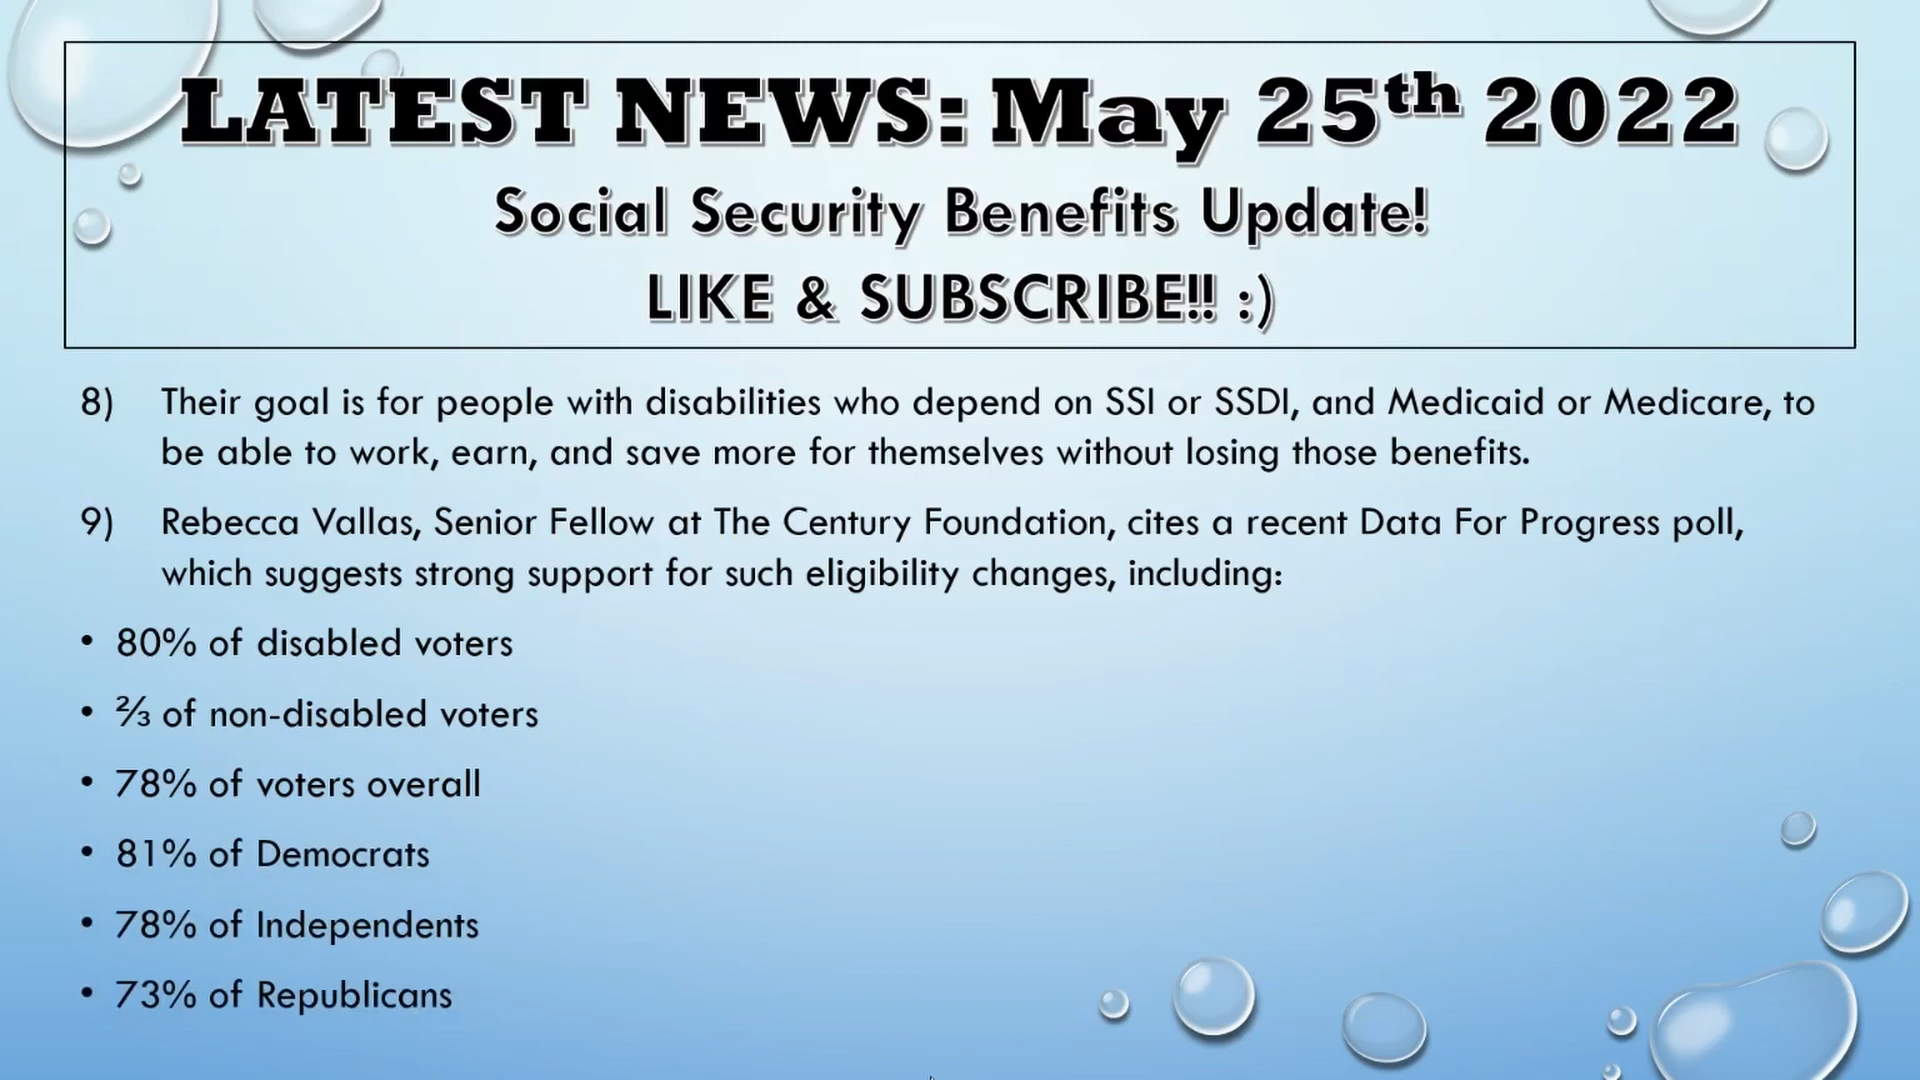 LATEST NEWS: May 25th 2022
Social Security Benefits Update!
LIKE & SUBSCRIBE!! :)
8) Their goal is for people with disabilities who depend on SSI or SSDI, and Medicaid or Medicare, to
be able to work, earn, and save more for themselves without losing those benefits.
9) Rebecca Vallas, Senior Fellow at The Century Foundation, cites a recent Data For Progress poll,
which suggests strong support for such eligibility changes, including:
• 80% of disabled voters
• ⅔ of non-disabled voters
• 78% of voters overall
• 81% of Democrats
• 78% of Independents
• 73% of Republicans